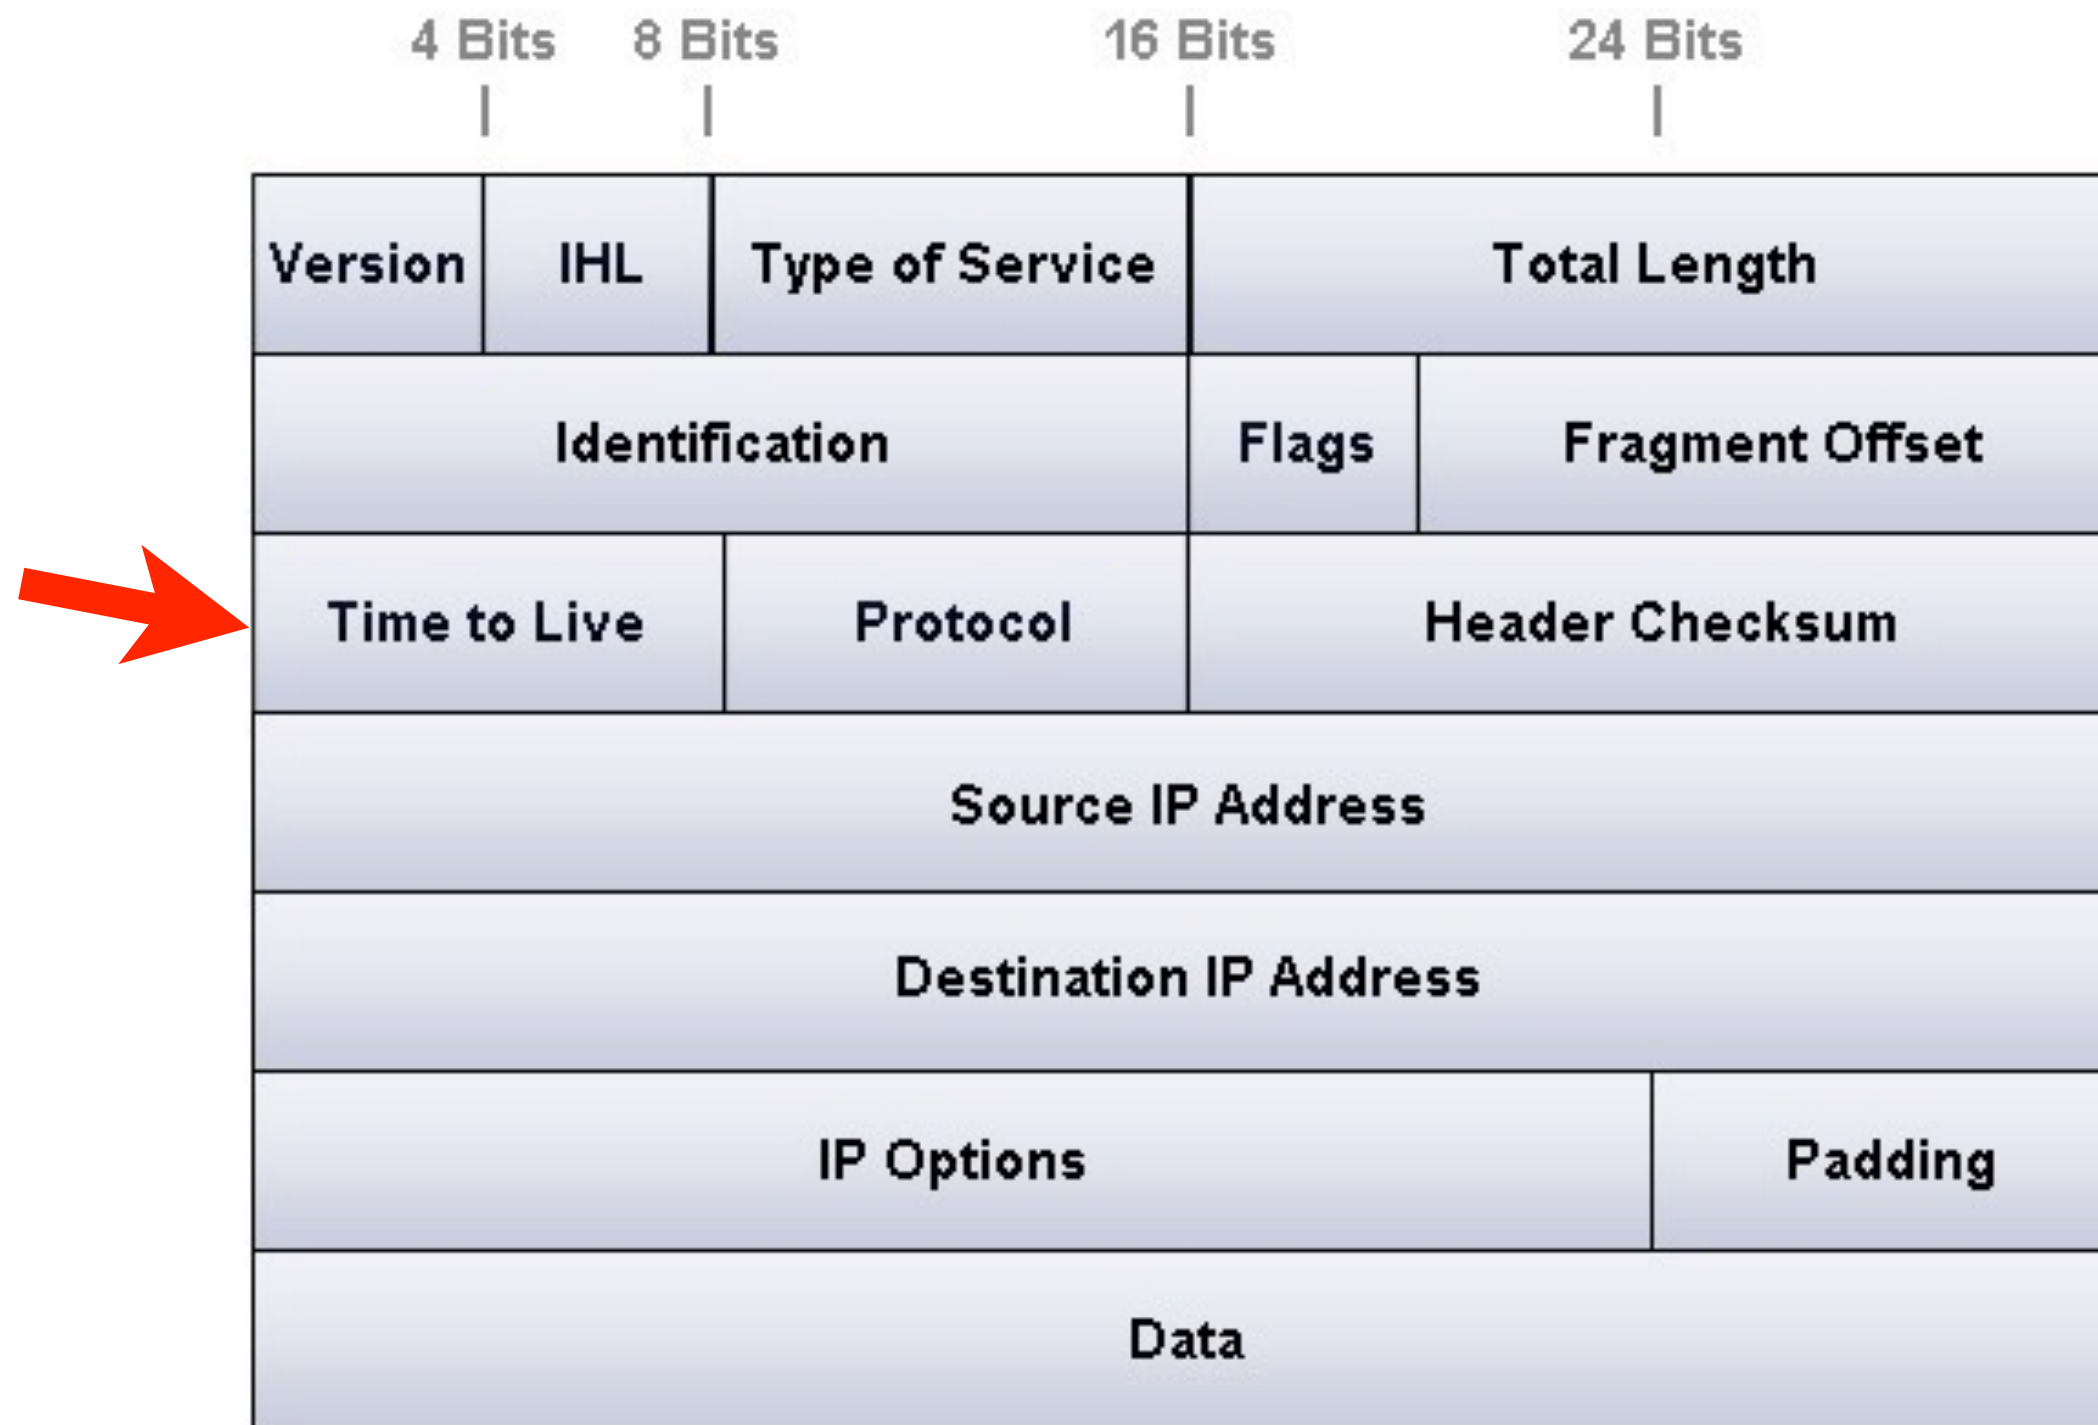 4 Bits 8 Bits 16 Bits 24 Bits
Version IHL Type of Service Total Length
Identification Flags Fragment Offset
Time to Live Protocol Header Checksum
Source IP Address
Destination IP Address
IP Options Padding
Data